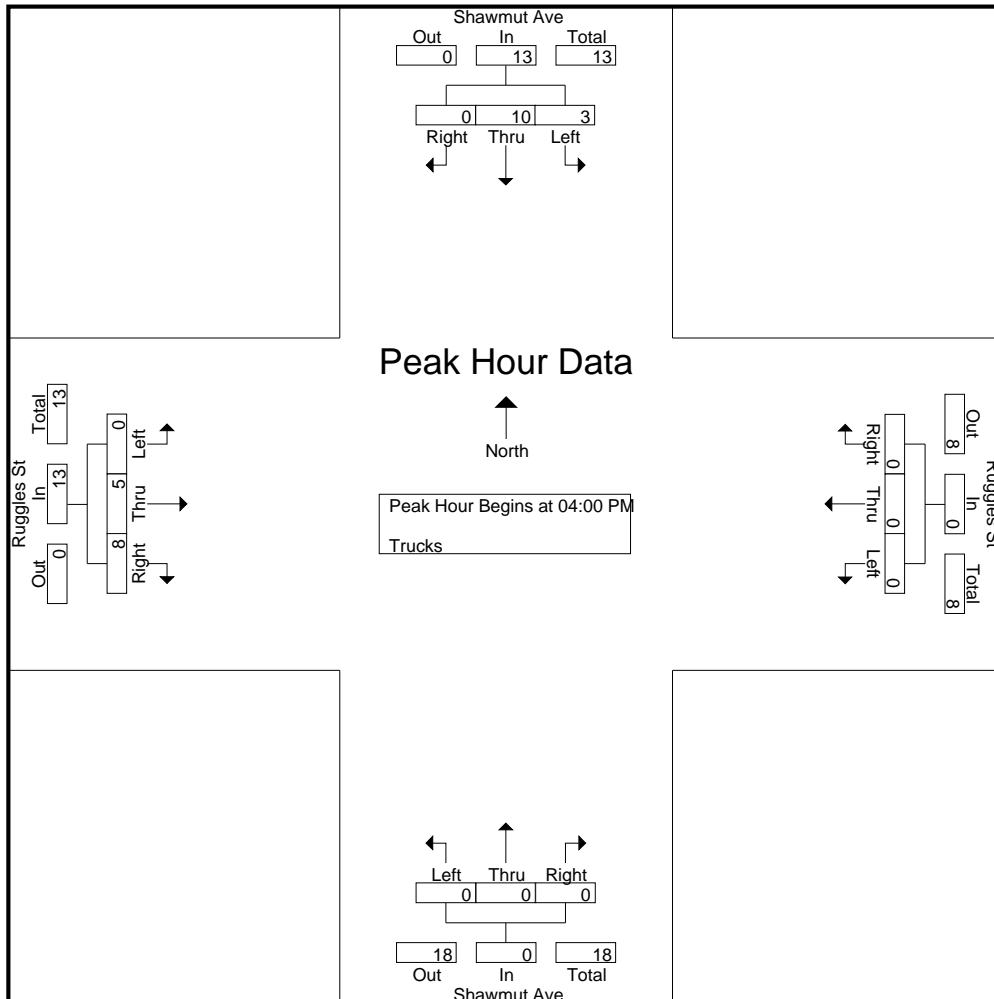 Shawmut Ave
Out In Total
0 13 13
0 10 3
Right Thru Left
Peak Hour Data
North
Peak Hour Begins at 04:00 PM
Trucks
Ruggles St
Out In Total
0 13 13
0 5 8
Left Thru Right
Ruggles St
Out In Total
8 0 8
0 0 0
Right Thru Left
Left Thru Right
0 0 0
18 0 18
Out In Total
Shawmut Ave